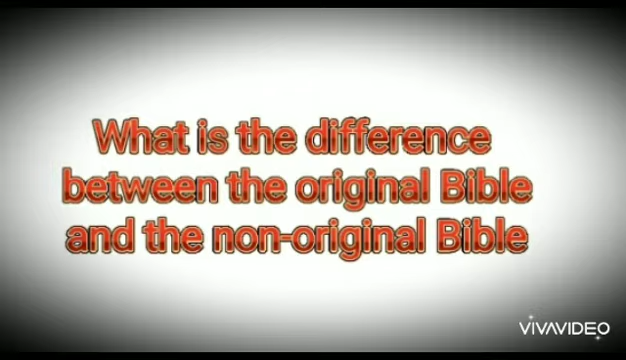 What is the difference
between the original Bible
and the non-original Bible
VIVAVIDEO